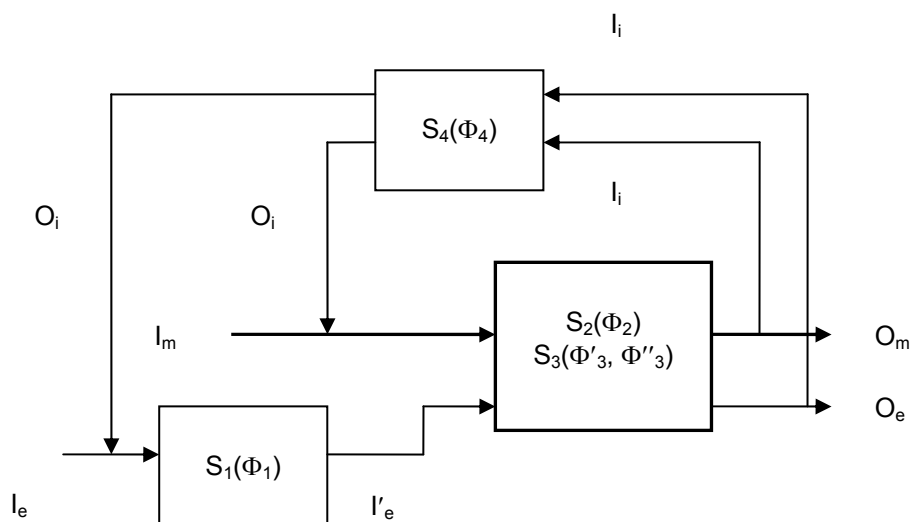 Iᵢ
S₄(Φ₄)
Iᵢ
Oᵢ
Oᵢ
Iₘ
S₂(Φ₂)
S₃(Φ′₃, Φ″₃)
Oₘ
Oₑ
S₁(Φ₁)
Iₑ
I′ₑ